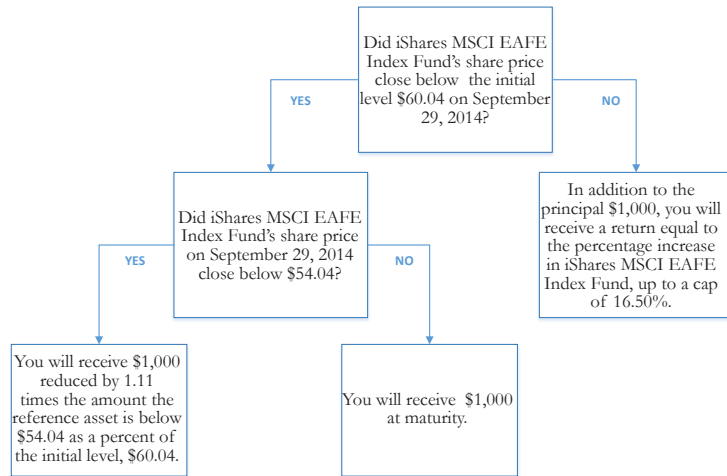 Did iShares MSCI EAFE
Index Fund's share price
close below the initial
level $60.04 on September
29, 2014?
YES
NO
Did iShares MSCI EAFE
Index Fund's share price
on September 29, 2014
close below $54.04?
In addition to the
principal $1,000, you will
receive a return equal to
the percentage increase
in iShares MSCI EAFE
Index Fund, up to a cap
of 16.50%.
YES
NO
You will receive $1,000
reduced by 1.11
times the amount the
reference asset is below
$54.04 as a percent of
the initial level, $60.04.
You will receive $1,000
at maturity.